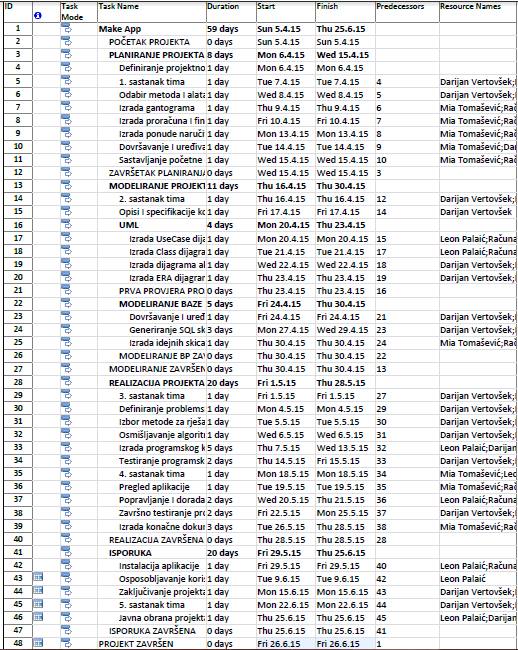 ID Task Mode Task Name Duration Start Finish Predecessors Resource Names
1 Make App 59 days Sun 5.4.15 Thu 25.6.15
2 POČETAK PROJEKTA 0 days Sun 5.4.15 Sun 5.4.15
3 PLANIRANJE PROJEKTA 8 days Mon 6.4.15 Wed 15.4.15
4 Definiranje projektno 1 day Mon 6.4.15 Mon 6.4.15
5 1. sastanak tima 1 day Tue 7.4.15 Tue 7.4.15 4 Darijan Vertovšek;
6 Odabir metoda I alata 1 day Wed 8.4.15 Wed 8.4.15 5 Darijan Vertovšek;
7 Izrada gantograma 1 day Thu 9.4.15 Thu 9.4.15 6 Mia Tomašević;Rač
8 Izrada proračuna I fin 1 day Fri 10.4.15 Fri 10.4.15 7 Mia Tomašević;Rač
9 Izrada ponude naruči 1 day Mon 13.4.15 Mon 13.4.15 8 Mia Tomašević;Rač
10 Dovršavanje I uređiva 1 day Tue 14.4.15 Tue 14.4.15 9 Mia Tomašević;Dar
11 Sastavljanje početne 1 day Wed 15.4.15 Wed 15.4.15 10 Mia Tomašević;Rač
12 ZAVRŠETAK PLANIRANJA 0 days Wed 15.4.15 Wed 15.4.15 3
13 MODELIRANJE PROJEKT 11 days Thu 16.4.15 Thu 30.4.15
14 2. sastanak tima 1 day Thu 16.4.15 Thu 16.4.15 12 Darijan Vertovšek;
15 Opisi I specifikacije ko 1 day Fri 17.4.15 Fri 17.4.15 14 Darijan Vertovšek
16 UML 4 days Mon 20.4.15 Thu 23.4.15
17 Izrada UseCase dija 1 day Mon 20.4.15 Mon 20.4.15 15 Leon Palaić;Računa
18 Izrada Class dijagra 1 day Tue 21.4.15 Tue 21.4.15 17 Leon Palaić;Računa
19 Izrada dijagrama al 1 day Wed 22.4.15 Wed 22.4.15 18 Darijan Vertovšek;
20 Izrada ERA dijagra 1 day Thu 23.4.15 Thu 23.4.15 19 Darijan Vertovšek;
21 PRVA PROVJERA PRO 0 days Thu 23.4.15 Thu 23.4.15 16
22 MODELIRANJE BAZE 5 days Fri 24.4.15 Thu 30.4.15
23 Dovršavanje I uređ 1 day Fri 24.4.15 Fri 24.4.15 21 Darijan Vertovšek;
24 Generiranje SQL sk 3 days Mon 27.4.15 Wed 29.4.15 23 Darijan Vertovšek;
25 Izrada idejnih skica 1 day Thu 30.4.15 Thu 30.4.15 24 Mia Tomašević;Rač
26 MODELIRANJE BP ZAV 0 days Thu 30.4.15 Thu 30.4.15 22
27 MODELIRANJE ZAVRŠEN 0 days Thu 30.4.15 Thu 30.4.15 13
28 REALIZACIJA PROJEKTA 20 days Fri 1.5.15 Thu 28.5.15
29 3. sastanak tima 1 day Fri 1.5.15 Fri 1.5.15 27 Darijan Vertovšek;
30 Definiranje problems 1 day Mon 4.5.15 Mon 4.5.15 29 Darijan Vertovšek;
31 Izbor metode za rješa 1 day Tue 5.5.15 Tue 5.5.15 30 Darijan Vertovšek;
32 Osmišljavanje algorit 1 day Wed 6.5.15 Wed 6.5.15 31 Darijan Vertovšek;
33 Izrada programskog k 5 days Thu 7.5.15 Wed 13.5.15 32 Leon Palaić;Darijan
34 Testiranje programsk 2 days Thu 14.5.15 Fri 15.5.15 33 Darijan Vertovšek;
35 4. sastanak tima 1 day Mon 18.5.15 Mon 18.5.15 34 Mia Tomašević;Leo
36 Pregled aplikacije 1 day Tue 19.5.15 Tue 19.5.15 35 Mia Tomašević;Rač
37 Popravljanje I dorada 2 days Wed 20.5.15 Thu 21.5.15 36 Leon Palaić;Računa
38 Završno testiranje pro 2 days Fri 22.5.15 Mon 25.5.15 37 Darijan Vertovšek;
39 Izrada konačne dokum 3 days Tue 26.5.15 Thu 28.5.15 38 Mia Tomašević;Rač
40 REALIZACIJA ZAVRŠENA 0 days Thu 28.5.15 Thu 28.5.15 28
41 ISPORUKA 20 days Fri 29.5.15 Thu 25.6.15
42 Instalacija aplikacije 1 day Fri 29.5.15 Fri 29.5.15 40 Leon Palaić;Računa
43 Osposobljavanje koris 1 day Tue 9.6.15 Tue 9.6.15 42 Leon Palaić
44 Zaključivanje projekta 1 day Mon 15.6.15 Mon 15.6.15 43 Darijan Vertovšek;
45 5. sastanak tima 1 day Mon 22.6.15 Mon 22.6.15 44 Darijan Vertovšek;
46 Javna obrana projekta 1 day Thu 25.6.15 Thu 25.6.15 45 Leon Palaić;Darijan
47 ISPORUKA ZAVRŠENA 0 days Thu 25.6.15 Thu 25.6.15 41
48 PROJEKT ZAVRŠEN 0 days Fri 26.6.15 Fri 26.6.15 1